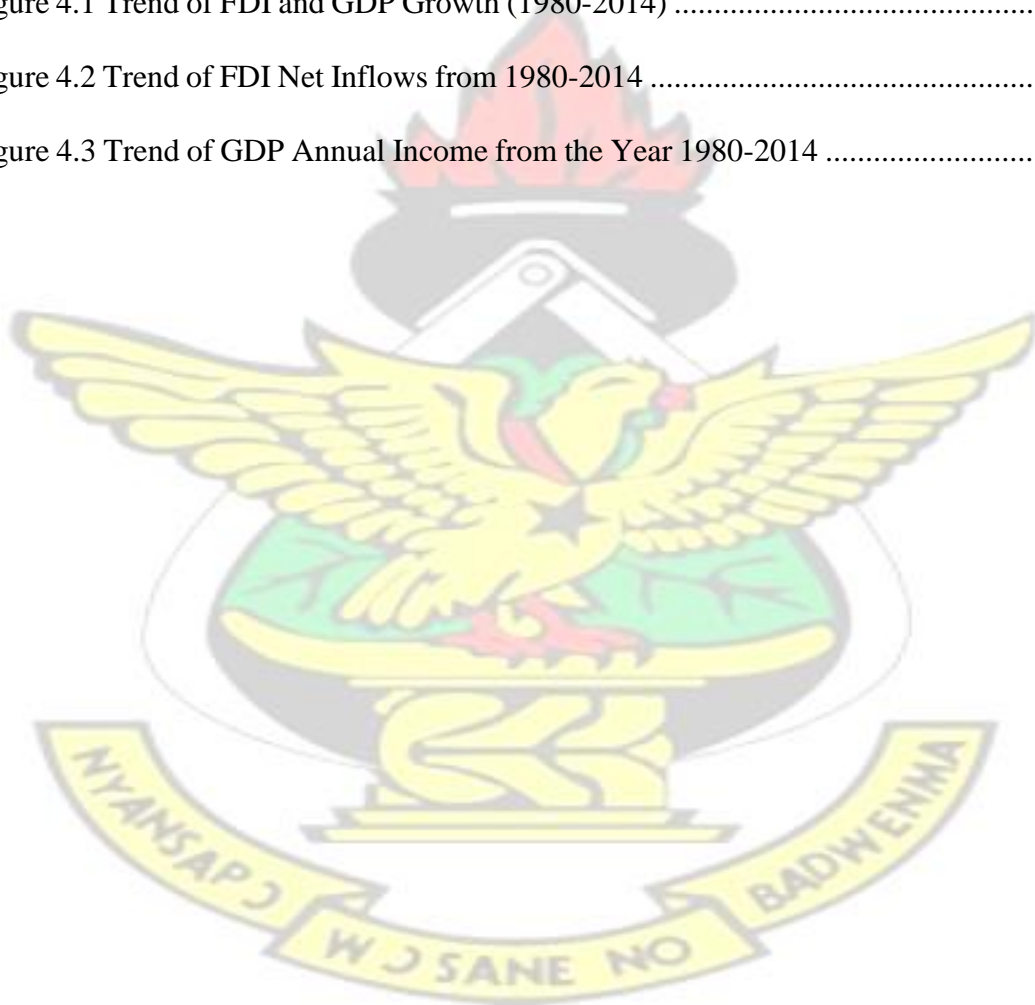 gure 4.1 Trend of FDI and GDP Growth (1980-2014) ........................................
gure 4.2 Trend of FDI Net Inflows from 1980-2014 ...........................................
gure 4.3 Trend of GDP Annual Income from the Year 1980-2014 ........................
NYANSAPƆ WƆSANE NO BADWENMA